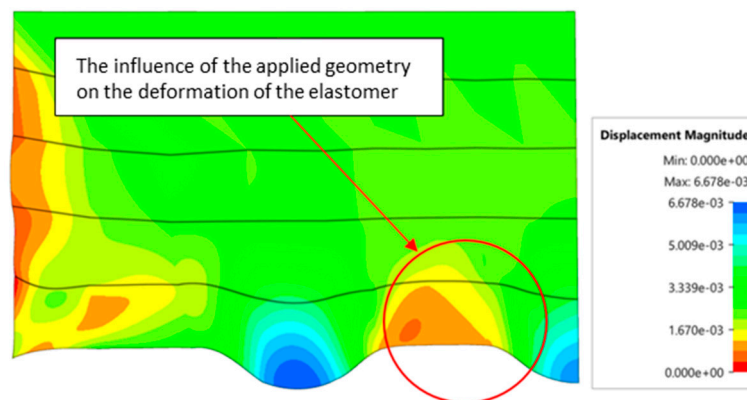 The influence of the applied geometry
on the deformation of the elastomer
Displacement Magnitude
Min: 0.000e+00
Max: 6.678e-03
6.678e-03
5.009e-03
3.339e-03
1.670e-03
0.000e+00